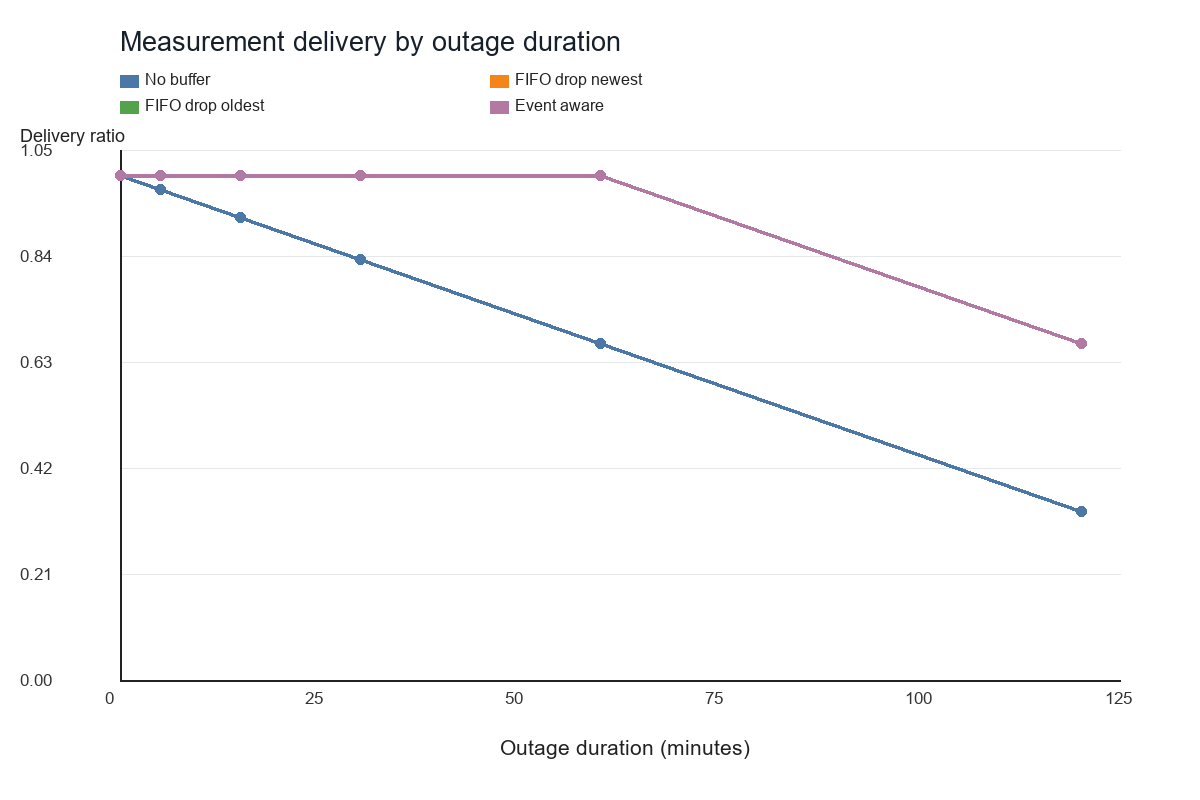 Measurement delivery by outage duration
No buffer
FIFO drop newest
FIFO drop oldest
Event aware
Delivery ratio
1.05
0.84
0.63
0.42
0.21
0.00
0 25 50 75 100 125
Outage duration (minutes)